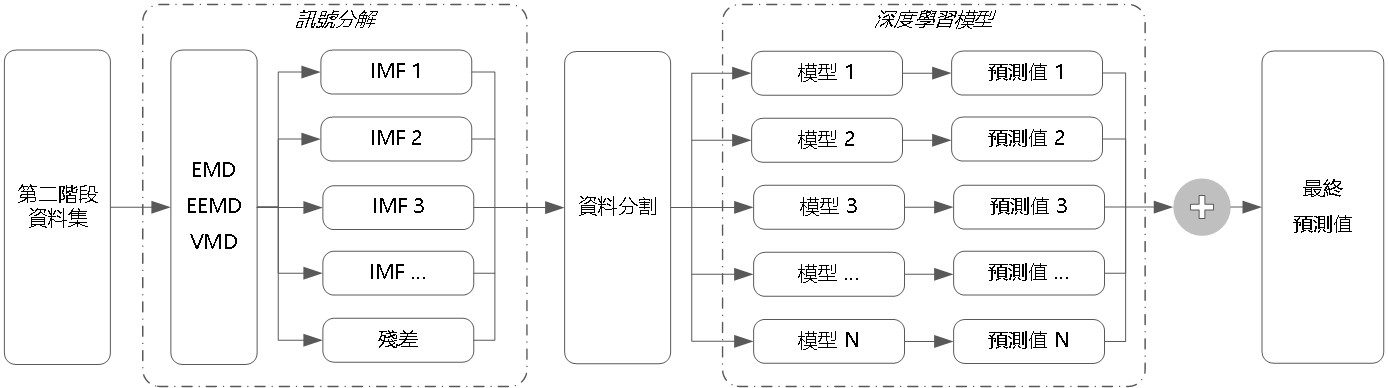 訊號分解
深度學習模型
第二階段
資料集
EMD
EEMD
VMD
IMF 1
IMF 2
IMF 3
IMF ...
殘差
資料分割
模型 1
預測值 1
模型 2
預測值 2
模型 3
預測值 3
模型 ...
預測值 ...
模型 N
預測值 N
最終
預測值